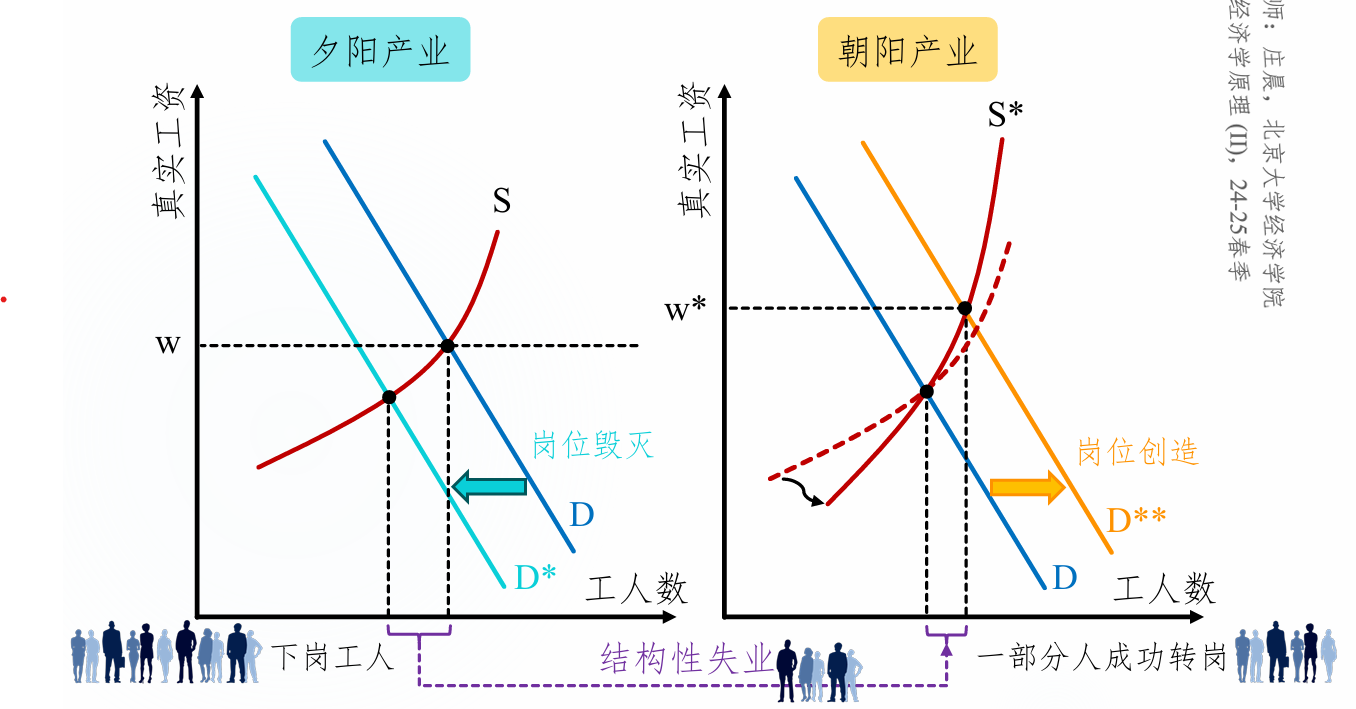 夕阳产业
真实工资
S
w
岗位毁灭
D
D*
工人数
朝阳产业
真实工资
S*
w*
岗位创造
D**
D
工人数
下岗工人
结构性失业
一部分人成功转岗
师：庄晨，北京大学经济学院
经济学原理 (II)，24-25春季